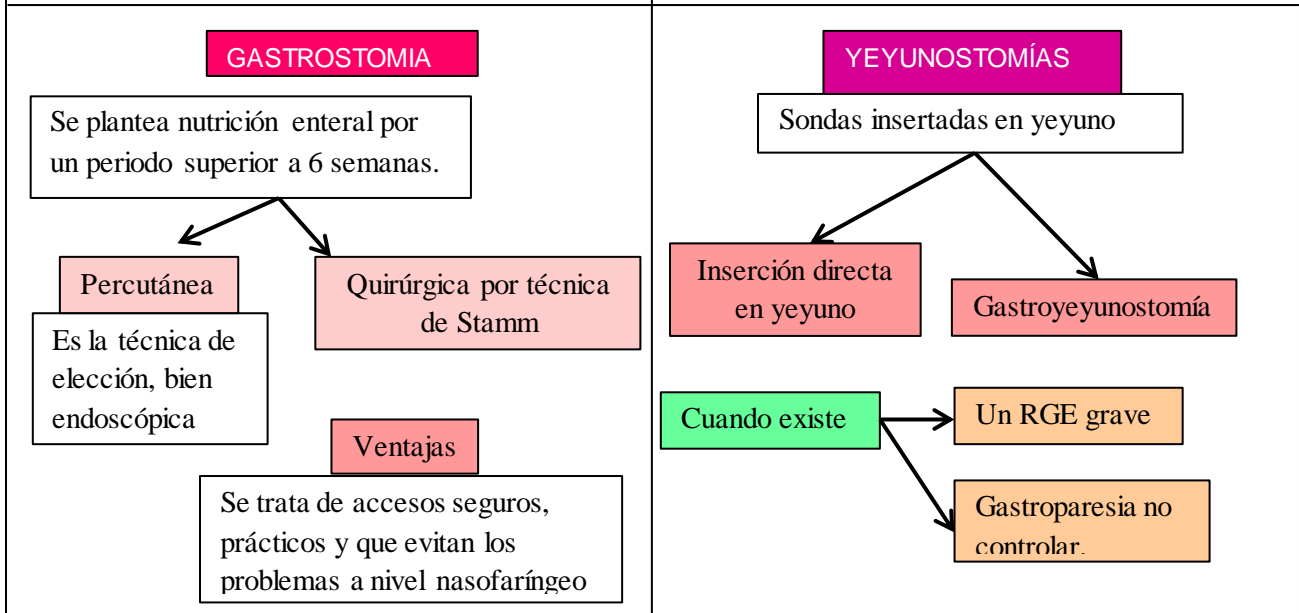 GASTROSTOMIA
Se plantea nutrición enteral por
un periodo superior a 6 semanas.
Percutánea
Es la técnica de
elección, bien
endoscópica
Quirúrgica por técnica
de Stamm
Ventajas
Se trata de accesos seguros,
prácticos y que evitan los
problemas a nivel nasofaríngeo
YEYUNOSTOMÍAS
Sondas insertadas en yeyuno
Inserción directa
en yeyuno
Gastroyeyunostomía
Cuando existe
Un RGE grave
Gastroparesia no
controlar.